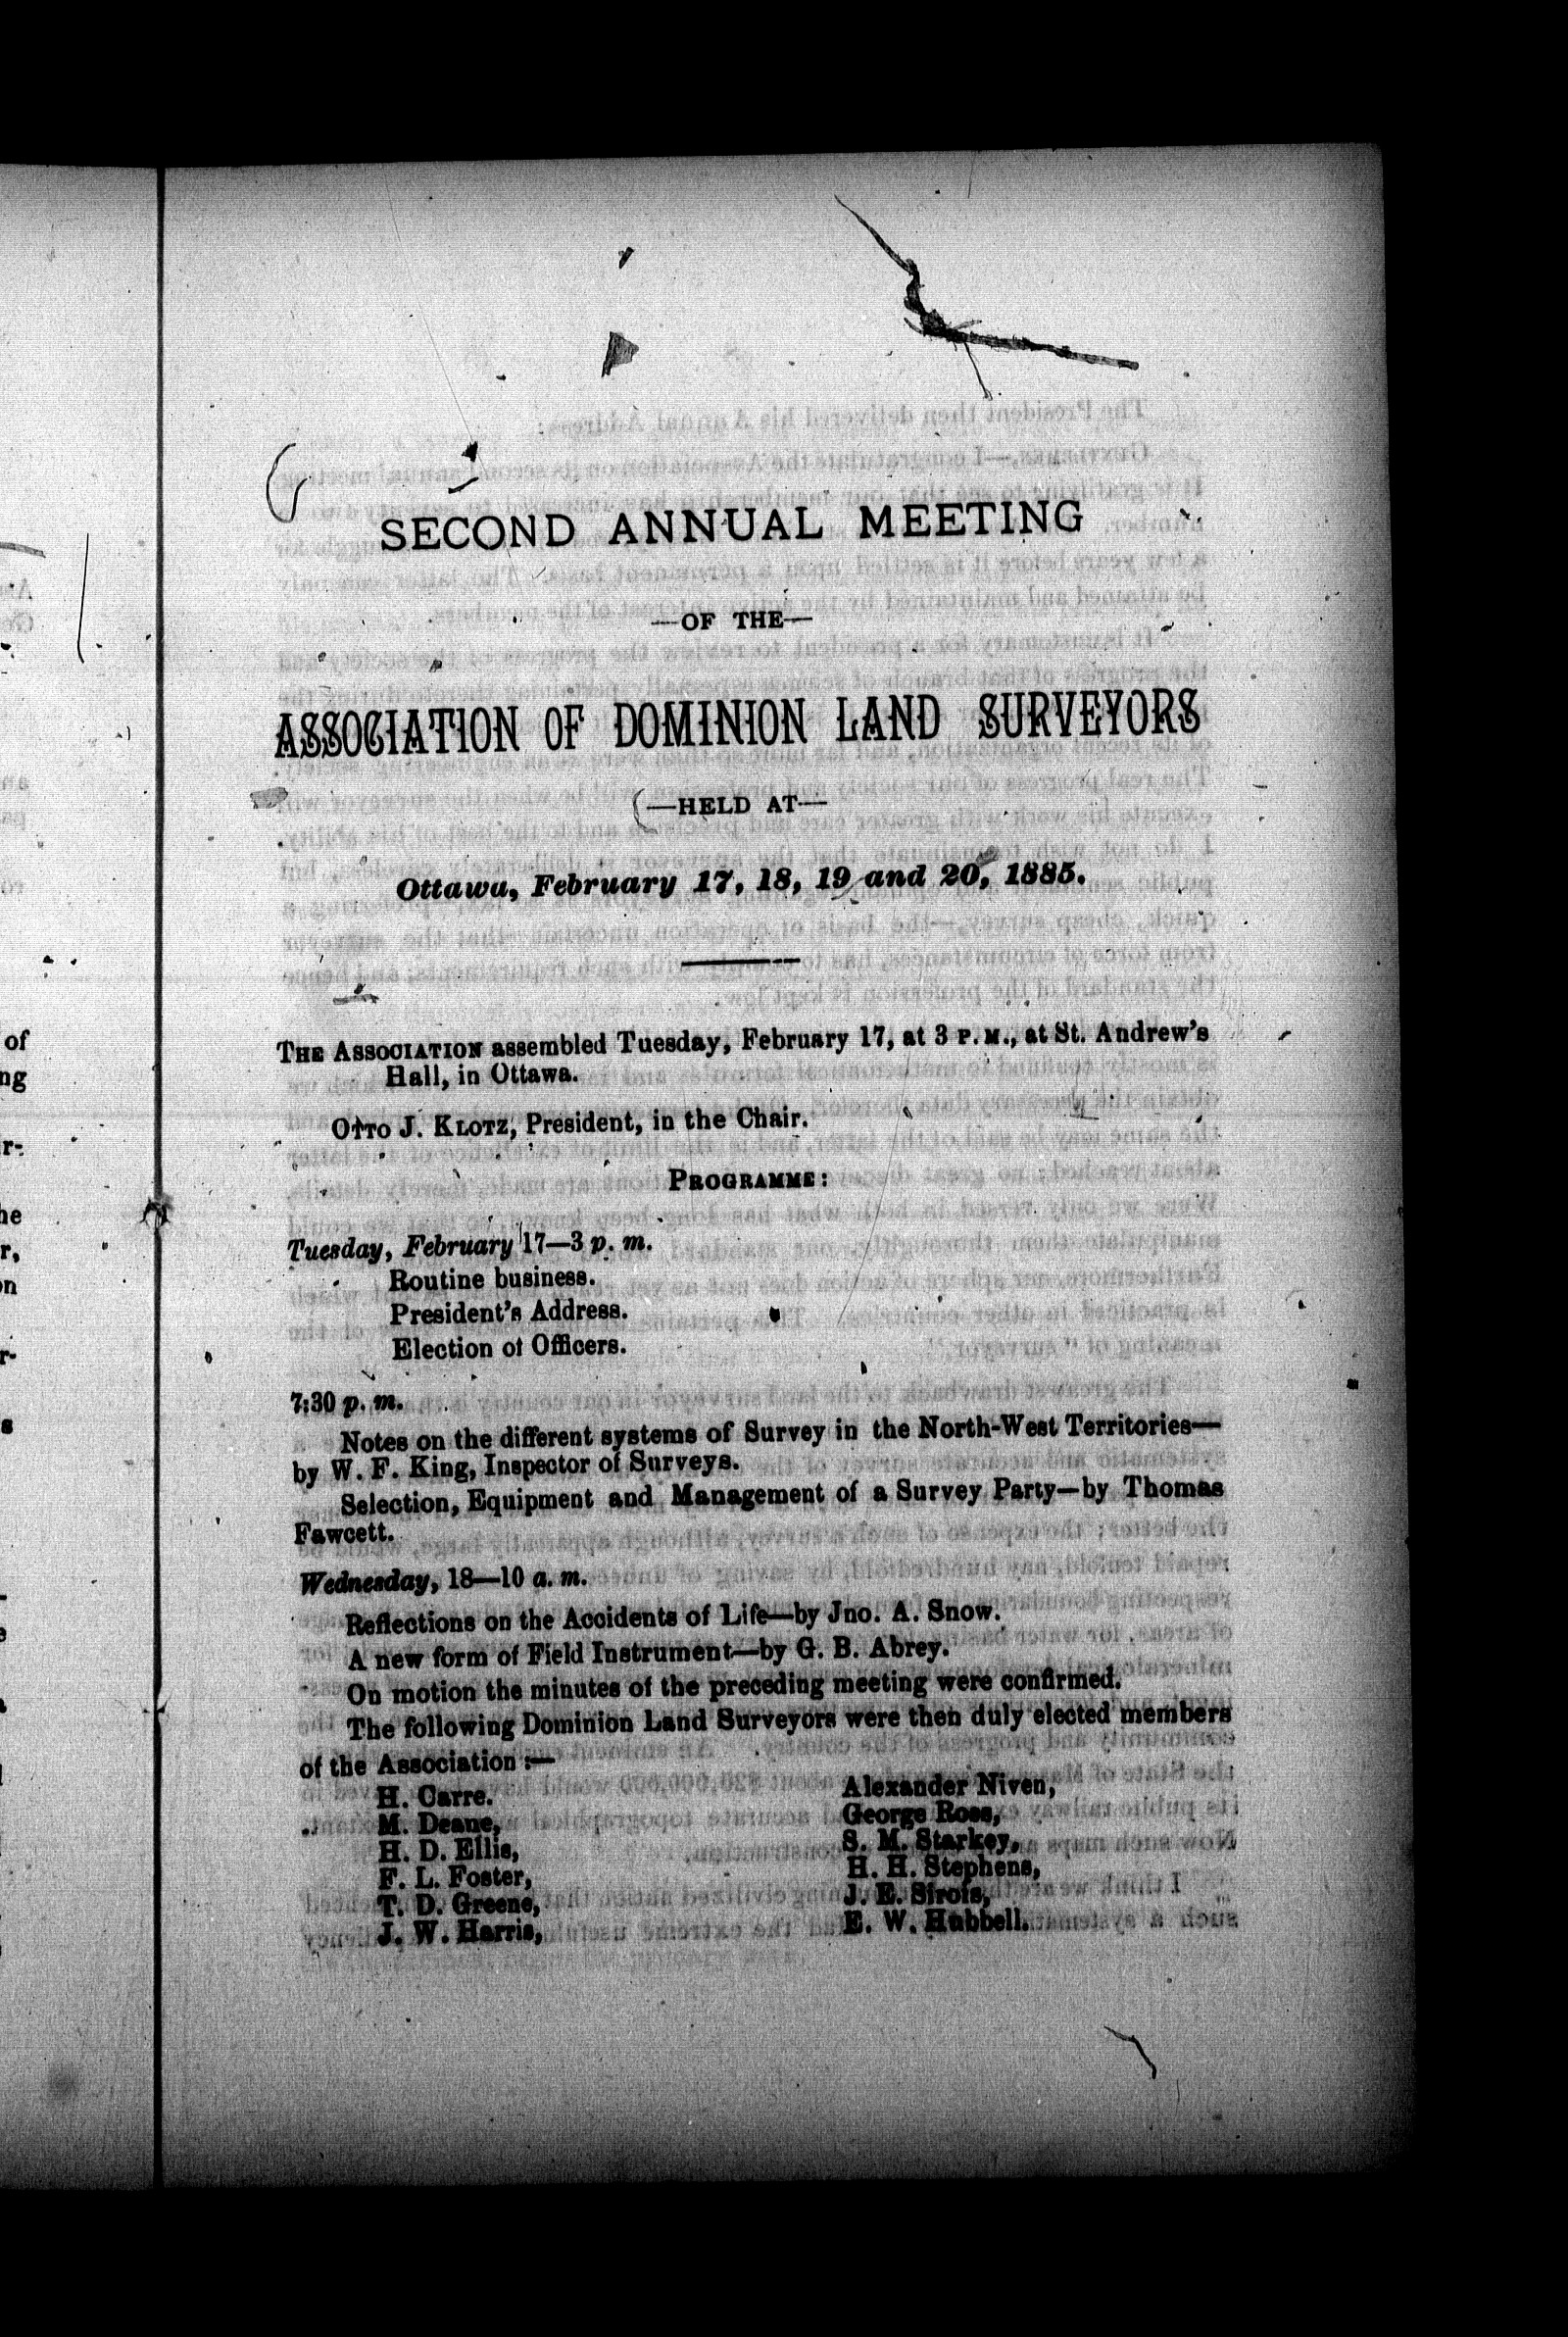 SECOND ANNUAL MEETING
—OF THE—
ASSOCIATION OF DOMINION LAND SURVEYORS
—HELD AT—
Ottawa, February 17, 18, 19 and 20, 1885.
THE ASSOCIATION assembled Tuesday, February 17, at 3 P.M., at St. Andrew's
Hall, in Ottawa.
OTTO J. KLOTZ, President, in the Chair.
PROGRAMME:
Tuesday, February 17—3 p. m.
Routine business.
President's Address.
Election of Officers.
7:30 p. m.
Notes on the different systems of Survey in the North-West Territories—
by W. F. King, Inspector of Surveys.
Selection, Equipment and Management of a Survey Party—by Thomas
Fawcett.
Wednesday, 18—10 a. m.
Reflections on the Accidents of Life—by Jno. A. Snow.
A new form of Field Instrument—by G. B. Abrey.
On motion the minutes of the preceding meeting were confirmed.
The following Dominion Land Surveyors were then duly elected members
of the Association :—
H. Carre.
M. Deane,
H. D. Ellis,
F. L. Foster,
T. D. Greene,
J. W. Harris,
Alexander Niven,
George Ross,
S. M. Starkey,
H. H. Stephens,
J. E. Sirois,
E. W. Hubbell.